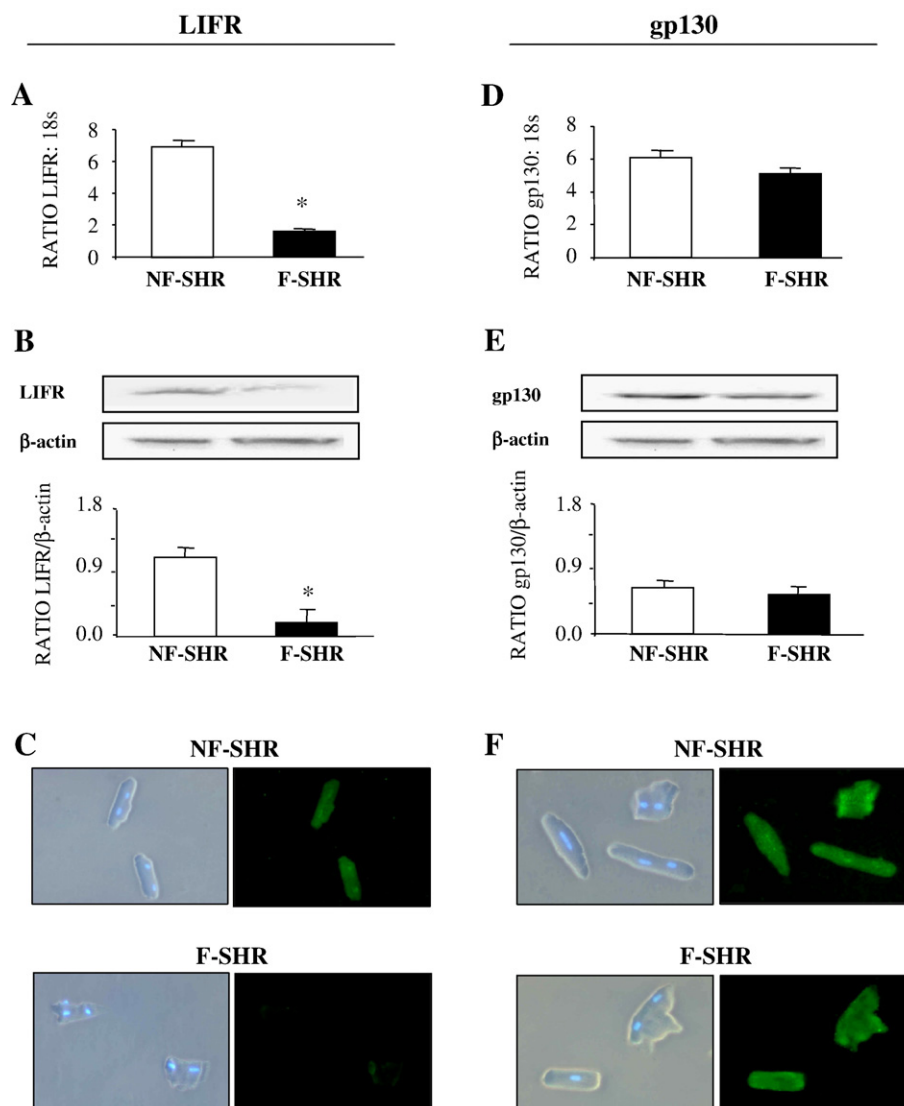 LIFR
gp130
A
RATIO LIFR: 18s
8
6
4
2
0
*
NF-SHR F-SHR
D
RATIO gp130: 18s
8
6
4
2
0
NF-SHR F-SHR
B
LIFR
β-actin
RATIO LIFR/β-actin
1.8
0.9
0.0
*
NF-SHR F-SHR
E
gp130
β-actin
RATIO gp130/β-actin
1.8
0.9
0.0
NF-SHR F-SHR
C
NF-SHR
F-SHR
F
NF-SHR
F-SHR